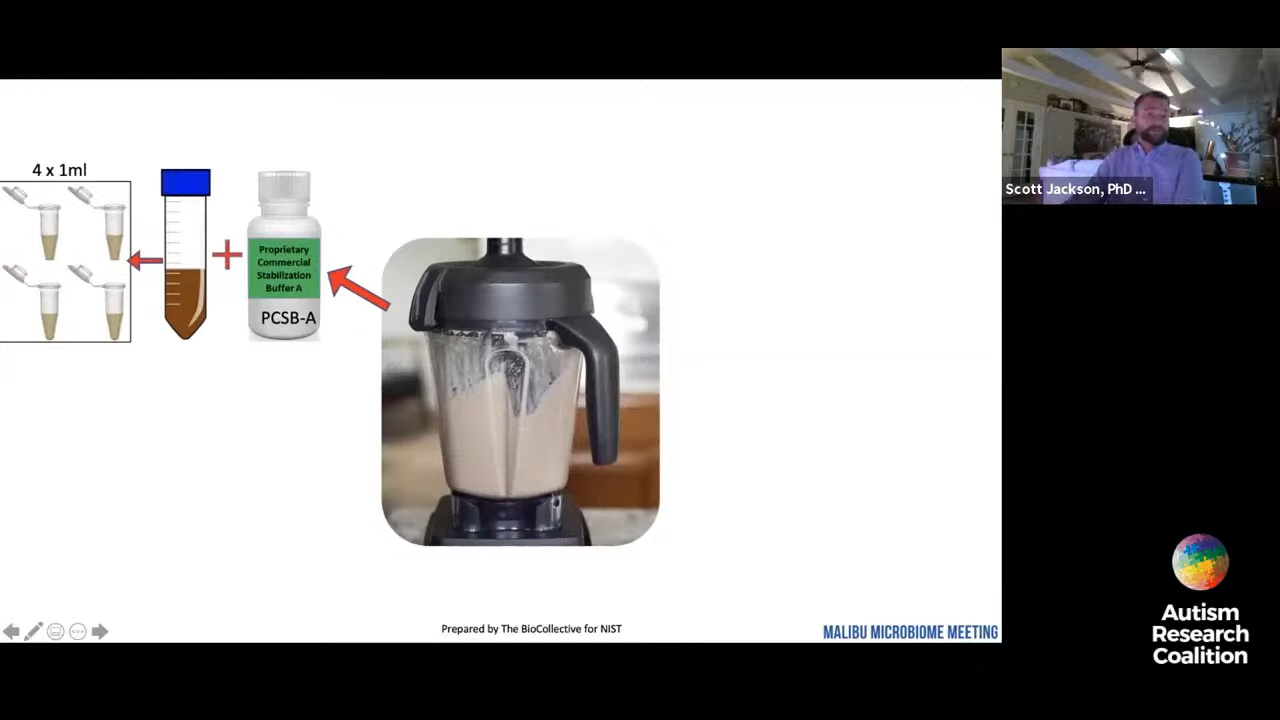 4 x 1ml
Proprietary
Commercial
Stabilization
Buffer A
PCSB-A
Prepared by The BioCollective for NIST
MALIBU MICROBIOME MEETING
Scott Jackson, PhD ...
Autism
Research
Coalition